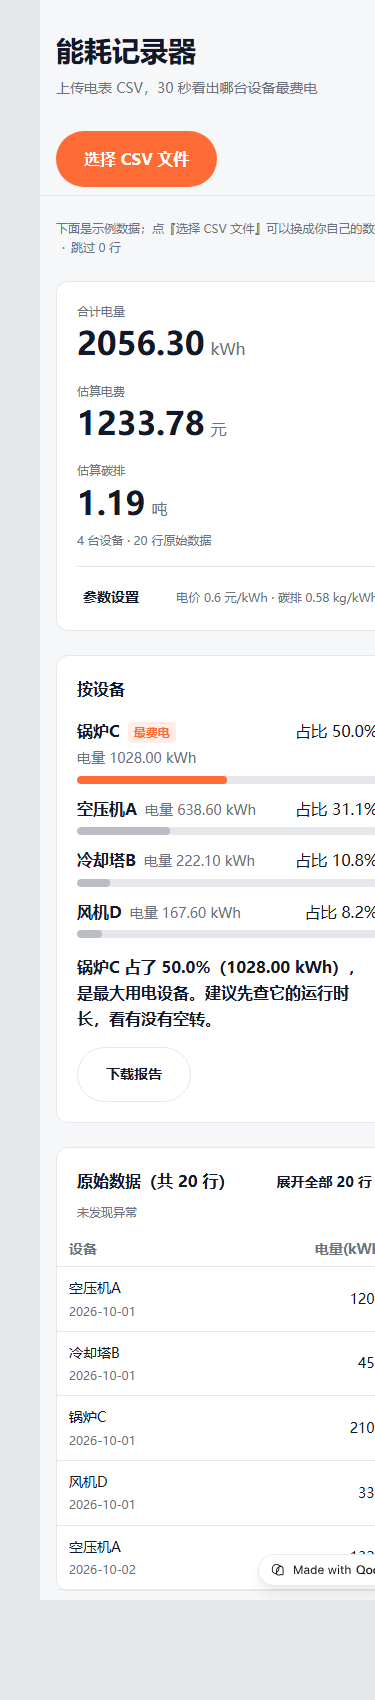 能耗记录器
上传电表 CSV，30 秒看出哪台设备最费电
选择 CSV 文件
下面是示例数据；点『选择 CSV 文件』可以换成你自己的数
· 跳过 0 行
合计电量
2056.30 kWh
估算电费
1233.78 元
估算碳排
1.19 吨
4 台设备 · 20 行原始数据
参数设置 电价 0.6 元/kWh · 碳排 0.58 kg/kWh
按设备
锅炉C 最费电 占比 50.0%
电量 1028.00 kWh
空压机A 电量 638.60 kWh 占比 31.1%
冷却塔B 电量 222.10 kWh 占比 10.8%
风机D 电量 167.60 kWh 占比 8.2%
锅炉C 占了 50.0%（1028.00 kWh），
是最大用电设备。建议先查它的运行时
长，看有没有空转。
下载报告
原始数据（共 20 行） 展开全部 20 行
未发现异常
设备 电量(kWh
空压机A
2026-10-01
120
冷却塔B
2026-10-01
45
锅炉C
2026-10-01
210
风机D
2026-10-01
33
空压机A
2026-10-02
Made with